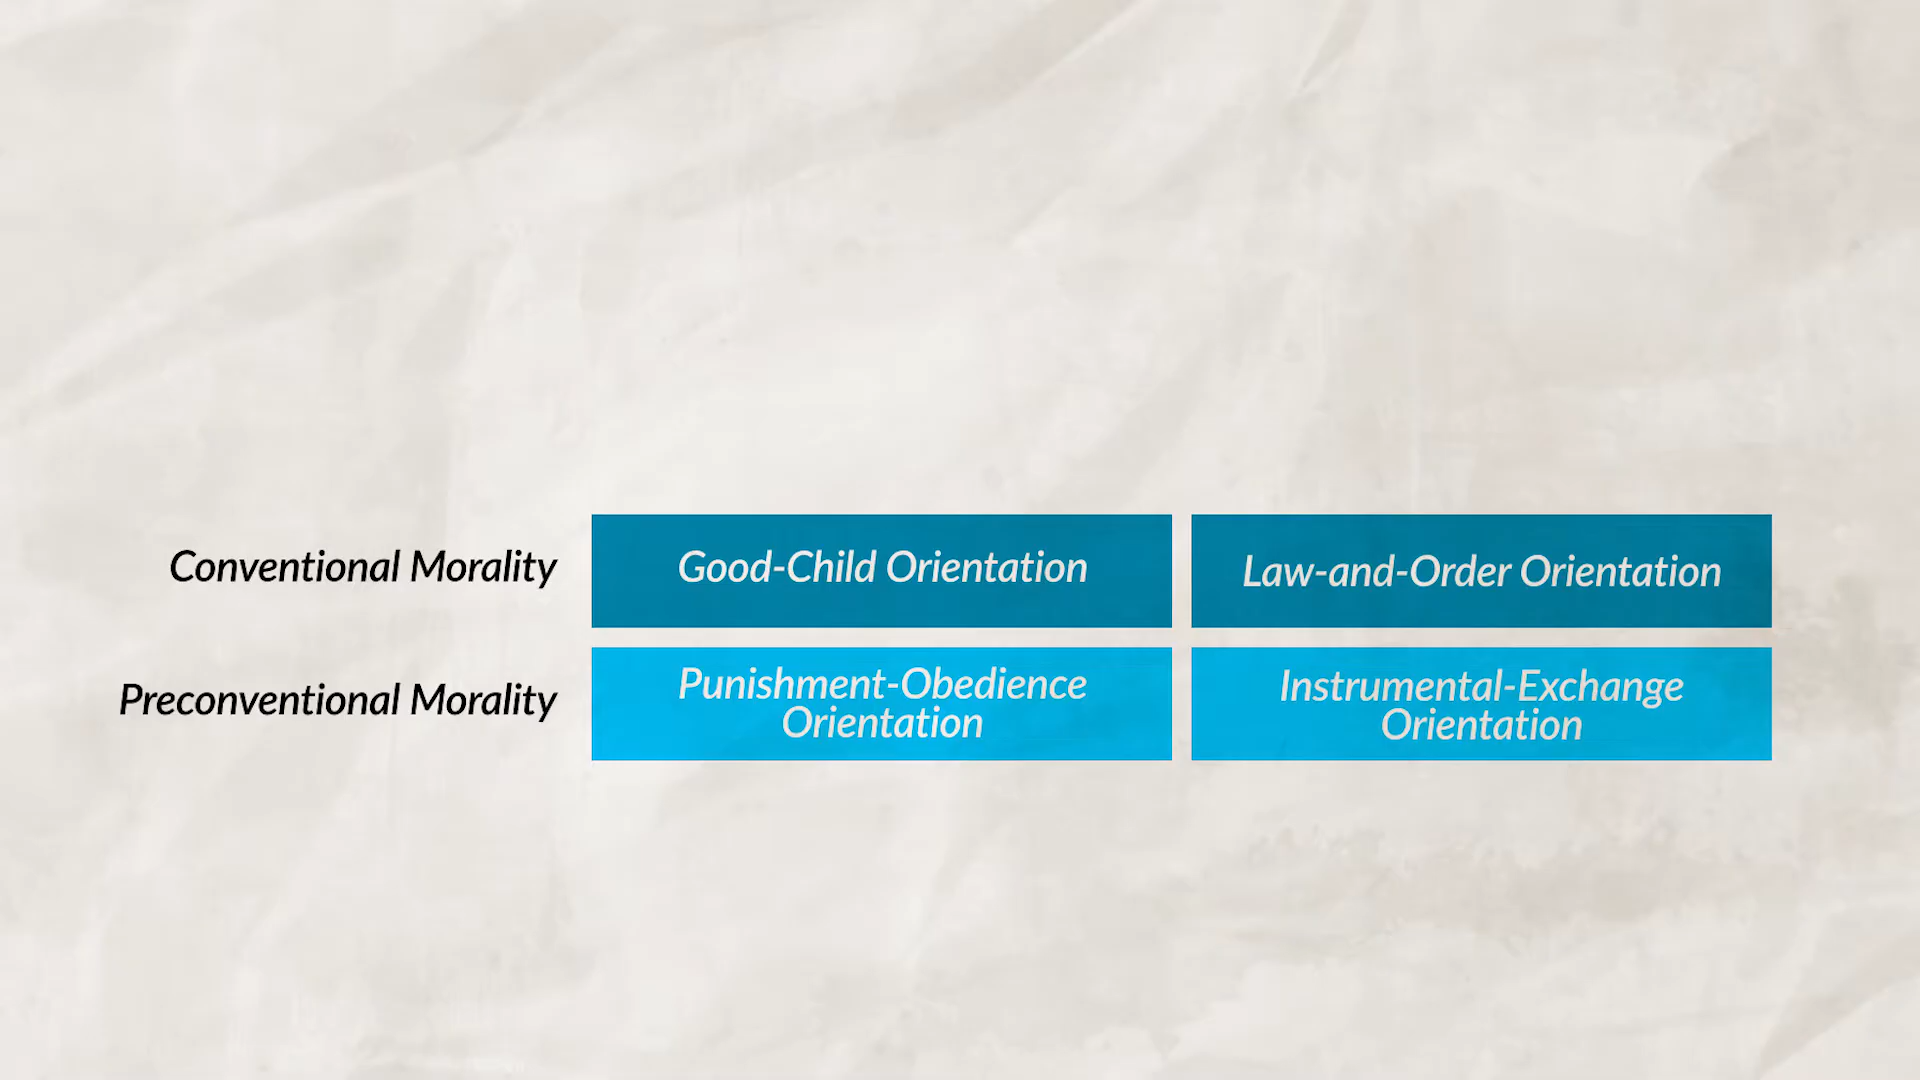 Conventional Morality
Good-Child Orientation
Law-and-Order Orientation
Preconventional Morality
Punishment-Obedience
Orientation
Instrumental-Exchange
Orientation